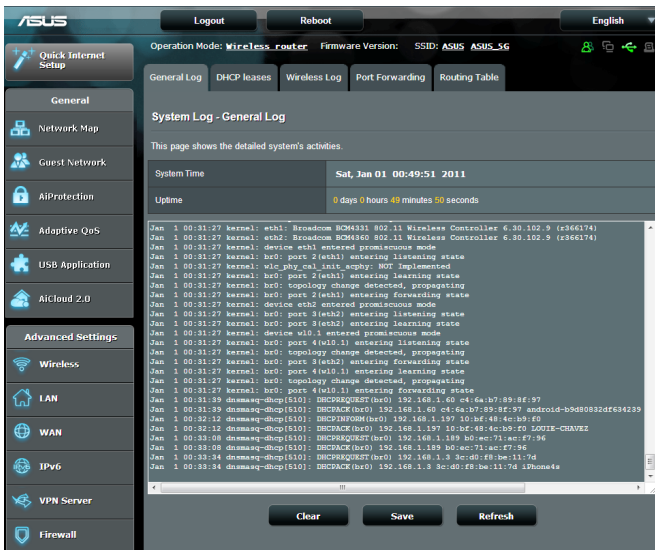 ASUS
Logout
Reboot
English
Quick Internet
Setup
General
Network Map
Guest Network
AiProtection
Adaptive QoS
USB Application
AiCloud 2.0
Advanced Settings
Wireless
LAN
WAN
IPv6
VPN Server
Firewall
Operation Mode: Wireless router Firmware Version: SSID: ASUS ASUS_5G
General Log
DHCP leases
Wireless Log
Port Forwarding
Routing Table
System Log - General Log
This page shows the detailed system's activities.
System Time
Sat, Jan 01 00:49:51 2011
Uptime
0 days 0 hours 49 minutes 50 seconds
Jan 1 00:31:27 kernel: eth1: Broadcom BCM4331 802.11 Wireless Controller 6.30.102.9 (r366174)
Jan 1 00:31:27 kernel: eth2: Broadcom BCM4360 802.11 Wireless Controller 6.30.102.9 (r366174)
Jan 1 00:31:27 kernel: device eth1 entered promiscuous mode
Jan 1 00:31:27 kernel: br0: port 2(eth1) entering listening state
Jan 1 00:31:27 kernel: wlc_phy_cal_init_acphy: NOT Implemented
Jan 1 00:31:27 kernel: br0: port 2(eth1) entering learning state
Jan 1 00:31:27 kernel: br0: topology change detected, propagating
Jan 1 00:31:27 kernel: br0: port 2(eth1) entering forwarding state
Jan 1 00:31:27 kernel: device eth2 entered promiscuous mode
Jan 1 00:31:27 kernel: br0: port 3(eth2) entering listening state
Jan 1 00:31:27 kernel: br0: port 3(eth2) entering learning state
Jan 1 00:31:27 kernel: device wl0.1 entered promiscuous mode
Jan 1 00:31:27 kernel: br0: port 4(wl0.1) entering listening state
Jan 1 00:31:27 kernel: br0: topology change detected, propagating
Jan 1 00:31:27 kernel: br0: port 3(eth2) entering forwarding state
Jan 1 00:31:27 kernel: br0: port 4(wl0.1) entering learning state
Jan 1 00:31:27 kernel: br0: topology change detected, propagating
Jan 1 00:31:27 kernel: br0: port 4(wl0.1) entering forwarding state
Jan 1 00:31:39 dnsmasq-dhcp[510]: DHCPREQUEST(br0) 192.168.1.60 c4:6a:b7:89:8f:97
Jan 1 00:31:39 dnsmasq-dhcp[510]: DHCPACK(br0) 192.168.1.60 c4:6a:b7:89:8f:97 android-b9d80832df634239
Jan 1 00:32:12 dnsmasq-dhcp[510]: DHCPINFORM(br0) 192.168.1.197 10:bf:48:4c:b9:f0
Jan 1 00:32:12 dnsmasq-dhcp[510]: DHCPACK(br0) 192.168.1.197 10:bf:48:4c:b9:f0 LOUIE-CHAVEZ
Jan 1 00:33:08 dnsmasq-dhcp[510]: DHCPREQUEST(br0) 192.168.1.189 b0:ec:71:ac:f7:96
Jan 1 00:33:08 dnsmasq-dhcp[510]: DHCPACK(br0) 192.168.1.189 b0:ec:71:ac:f7:96
Jan 1 00:33:34 dnsmasq-dhcp[510]: DHCPREQUEST(br0) 192.168.1.3 3c:d0:f8:be:11:7d
Jan 1 00:33:34 dnsmasq-dhcp[510]: DHCPACK(br0) 192.168.1.3 3c:d0:f8:be:11:7d iPhone4s
Clear
Save
Refresh